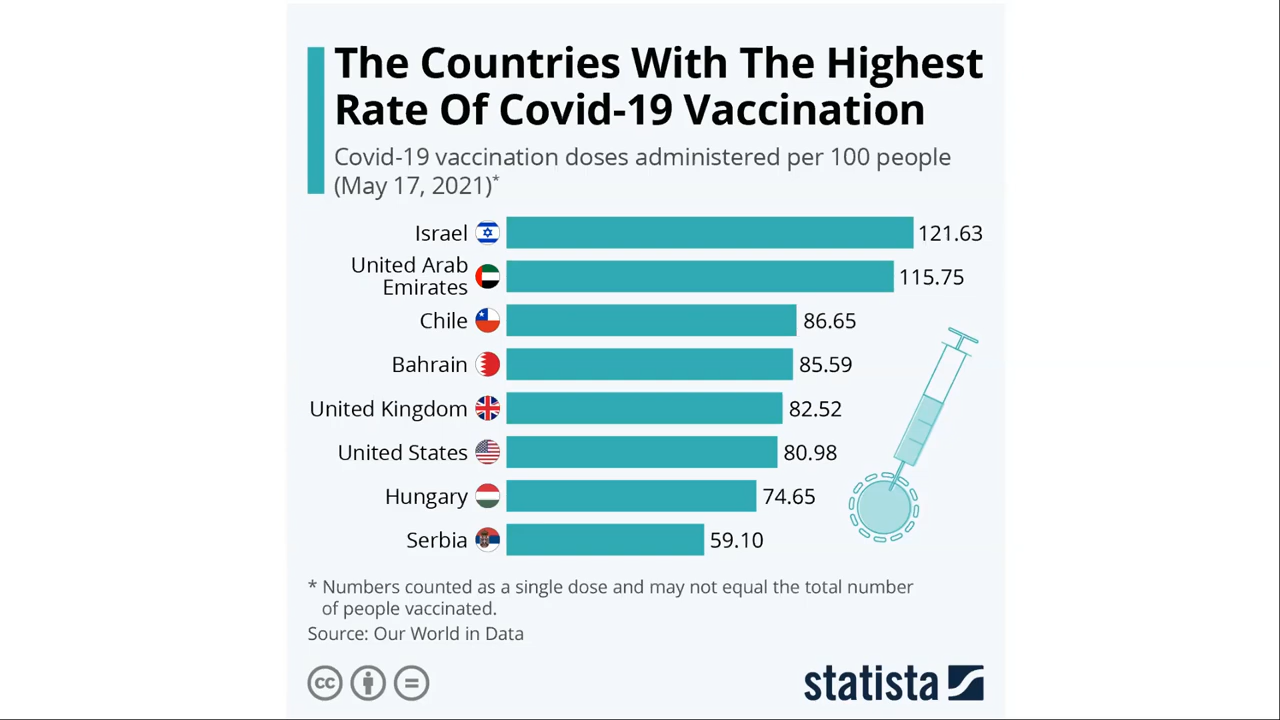 The Countries With The Highest
Rate Of Covid-19 Vaccination
Covid-19 vaccination doses administered per 100 people
(May 17, 2021)*
Israel 121.63
United Arab
Emirates 115.75
Chile 86.65
Bahrain 85.59
United Kingdom 82.52
United States 80.98
Hungary 74.65
Serbia 59.10
* Numbers counted as a single dose and may not equal the total number
of people vaccinated.
Source: Our World in Data
cc
statista